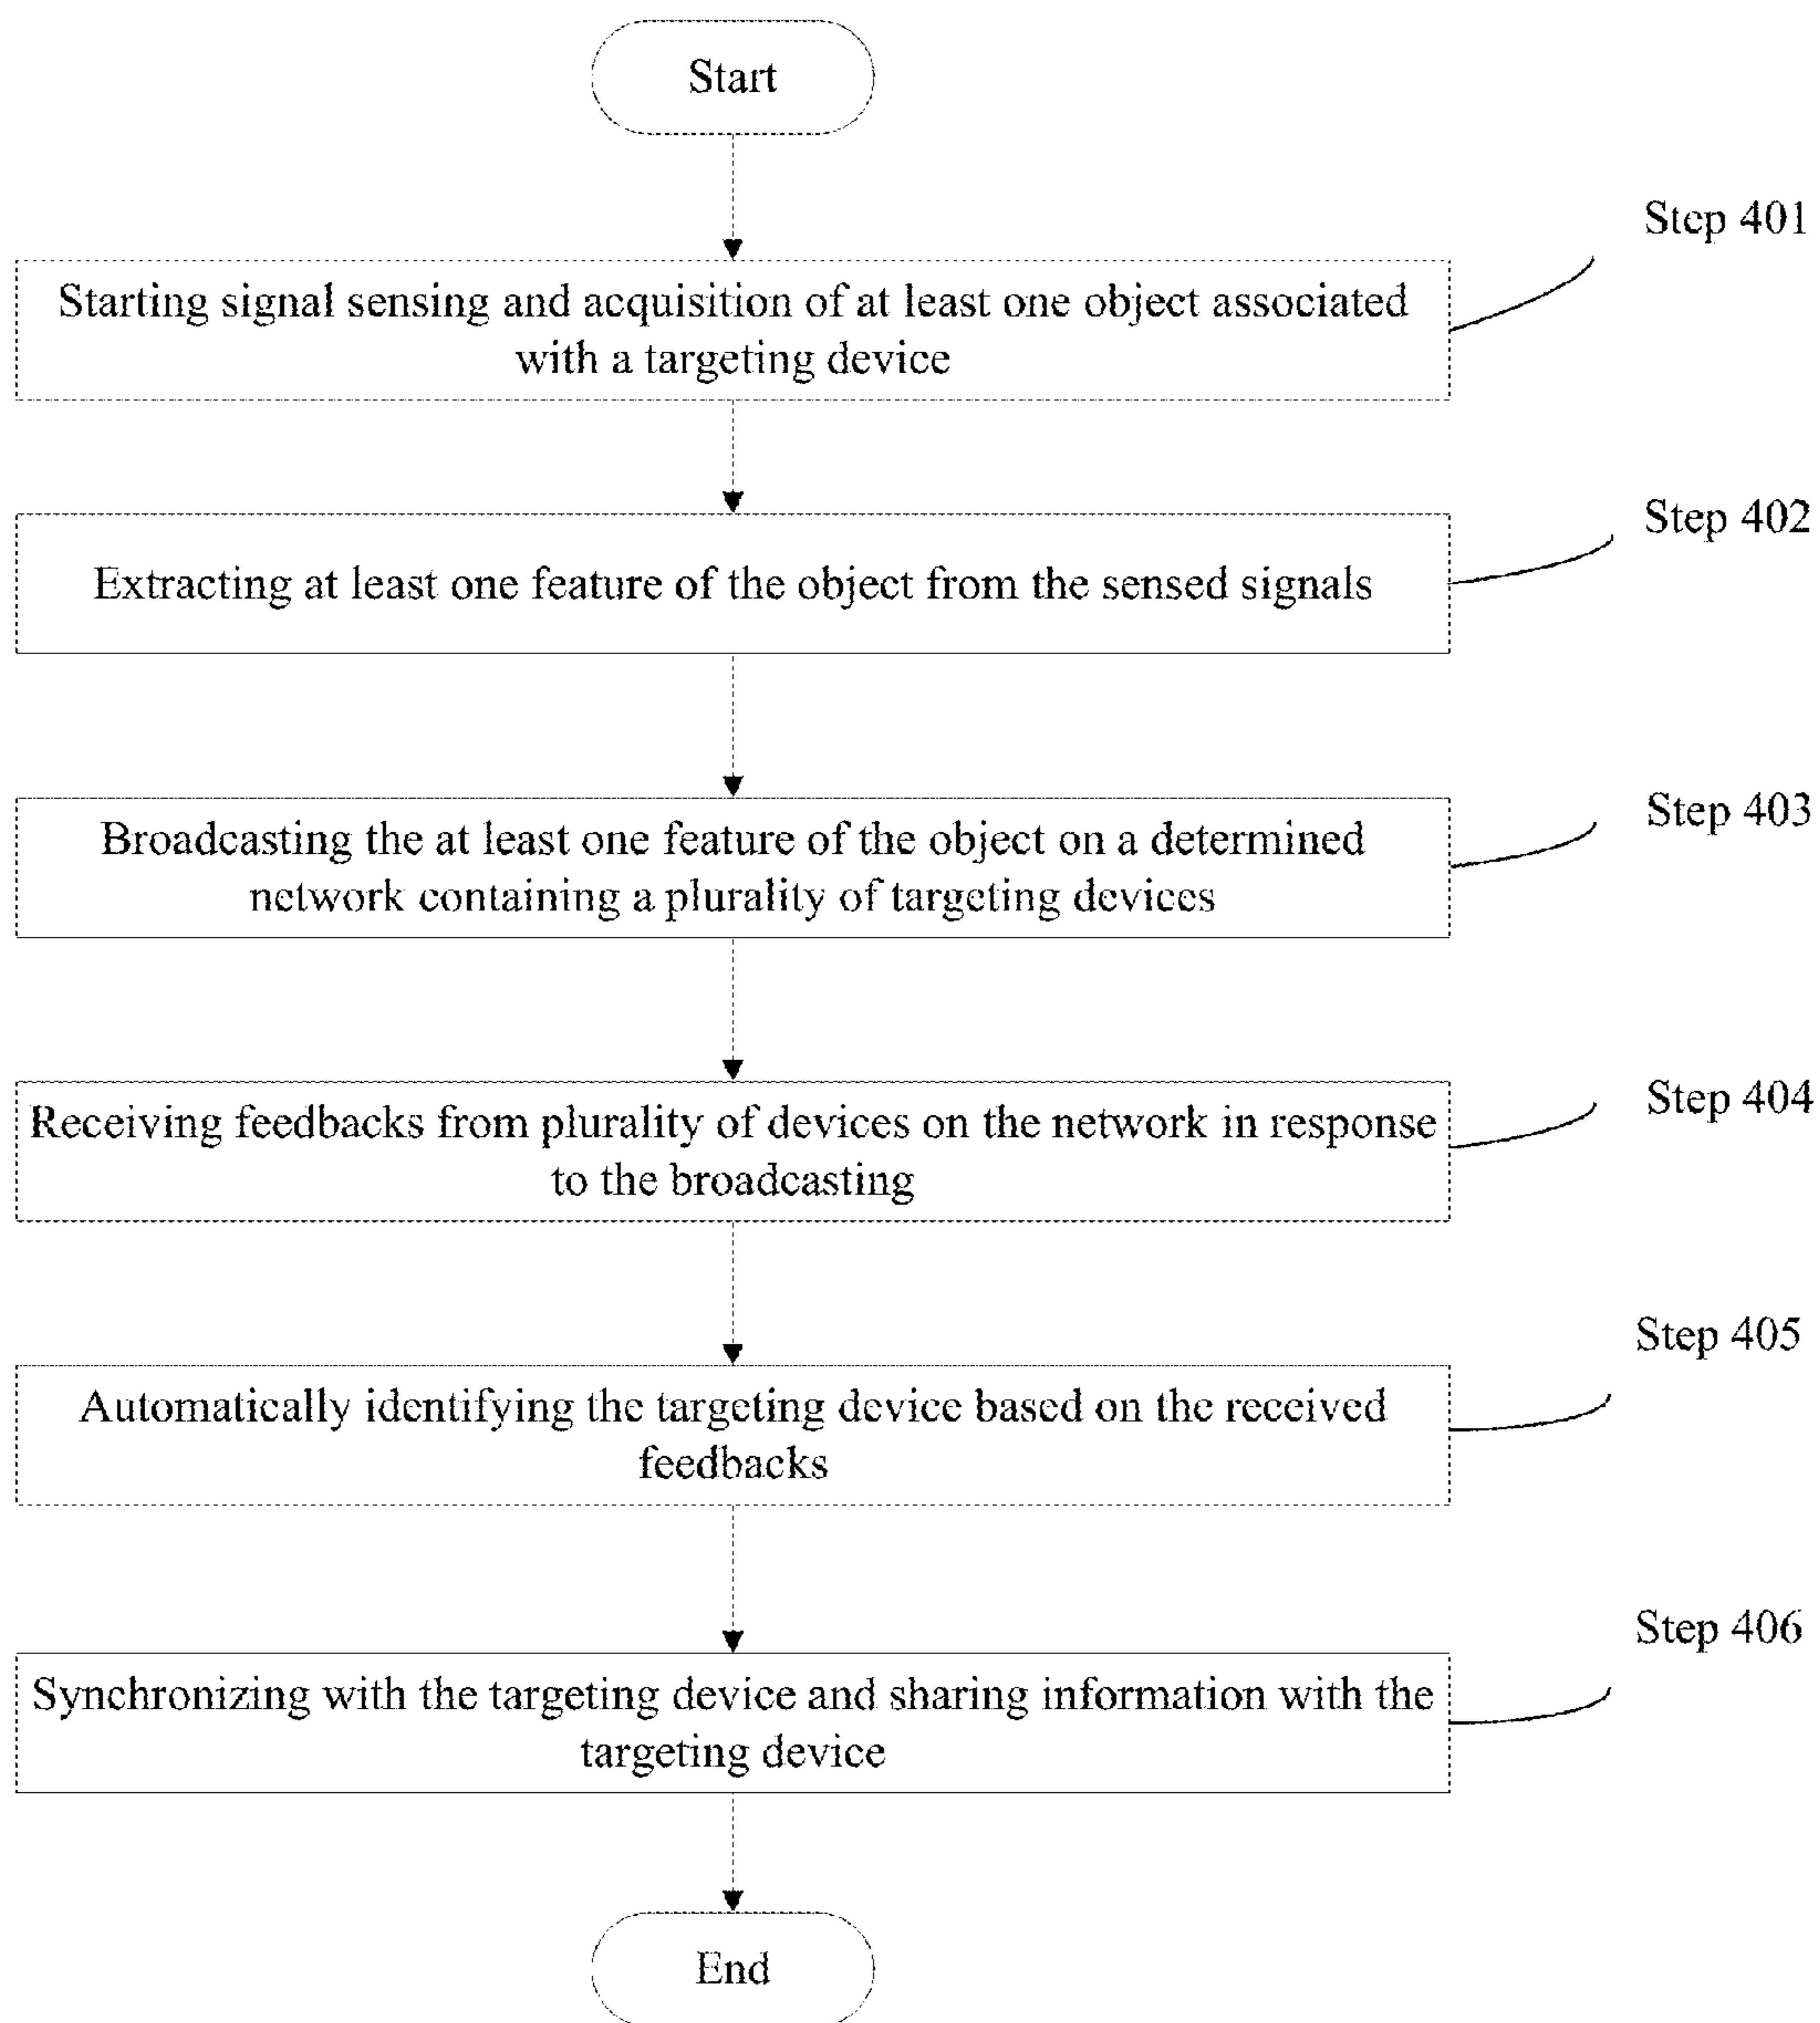 Start
Step 401
Starting signal sensing and acquisition of at least one object associated
with a targeting device
Step 402
Extracting at least one feature of the object from the sensed signals
Step 403
Broadcasting the at least one feature of the object on a determined
network containing a plurality of targeting devices
Step 404
Receiving feedbacks from plurality of devices on the network in response
to the broadcasting
Step 405
Automatically identifying the targeting device based on the received
feedbacks
Step 406
Synchronizing with the targeting device and sharing information with the
targeting device
End